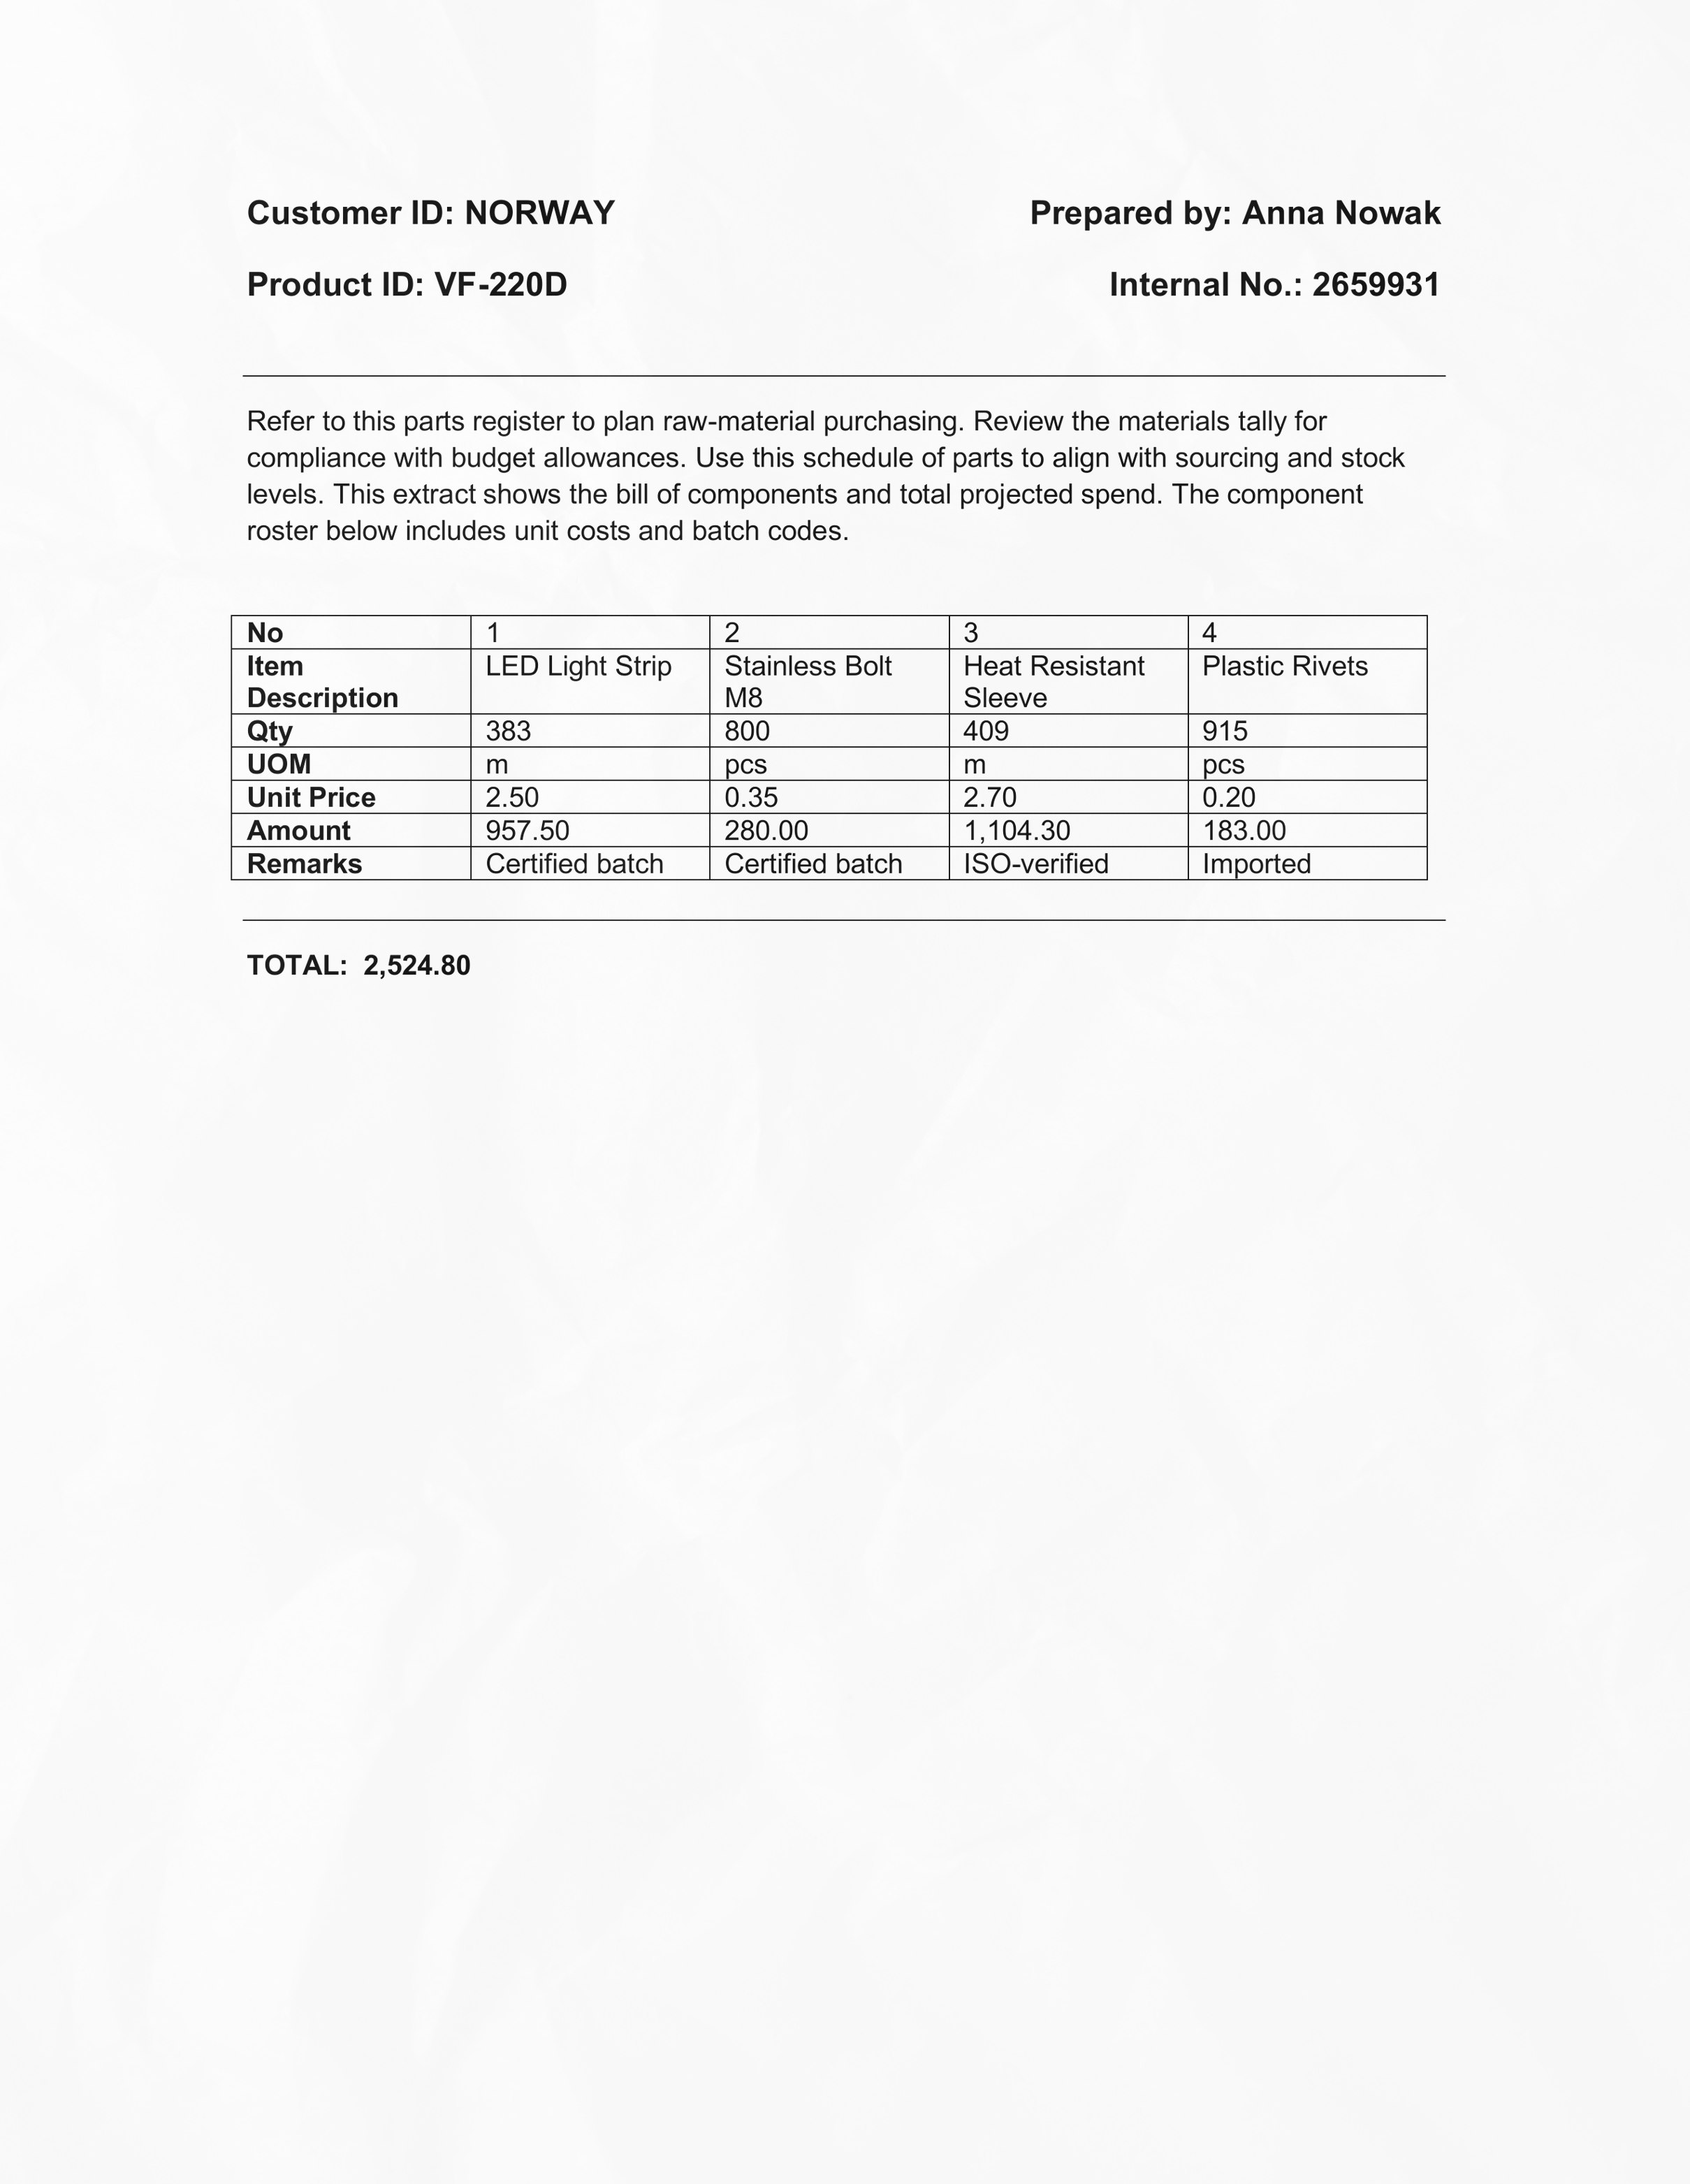 Customer ID: NORWAY Prepared by: Anna Nowak
Product ID: VF-220D Internal No.: 2659931
Refer to this parts register to plan raw-material purchasing. Review the materials tally for
compliance with budget allowances. Use this schedule of parts to align with sourcing and stock
levels. This extract shows the bill of components and total projected spend. The component
roster below includes unit costs and batch codes.
No 1 2 3 4
Item Description LED Light Strip Stainless Bolt M8 Heat Resistant Sleeve Plastic Rivets
Qty 383 800 409 915
UOM m pcs m pcs
Unit Price 2.50 0.35 2.70 0.20
Amount 957.50 280.00 1,104.30 183.00
Remarks Certified batch Certified batch ISO-verified Imported
TOTAL: 2,524.80